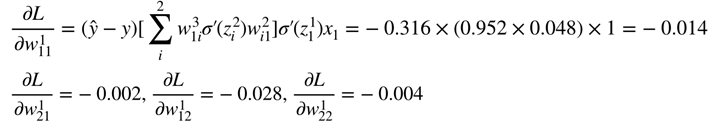 ∂L/∂w¹₁₁ = (ŷ − y)[ ∑²ᵢ w³₁ᵢσ′(z²ᵢ)w²ᵢ₁]σ′(z¹₁)x₁ = − 0.316 × (0.952 × 0.048) × 1 = − 0.014
∂L/∂w¹₂₁ = − 0.002, ∂L/∂w¹₁₂ = − 0.028, ∂L/∂w¹₂₂ = − 0.004